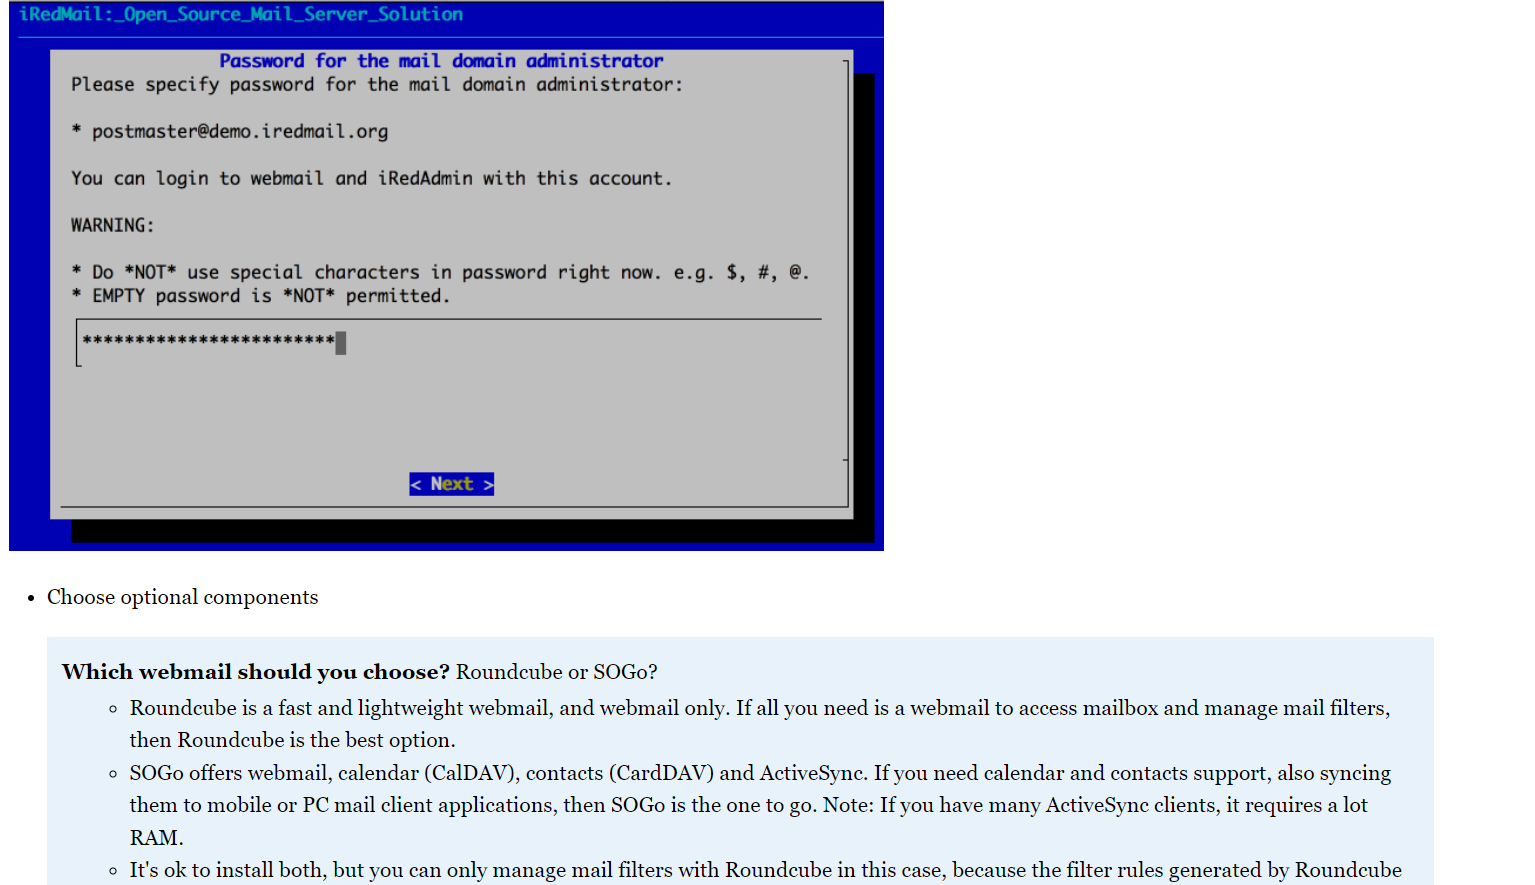 iRedMail:_Open_Source_Mail_Server_Solution
Password for the mail domain administrator
Please specify password for the mail domain administrator:
* postmaster@demo.iredmail.org
You can login to webmail and iRedAdmin with this account.
WARNING:
* Do *NOT* use special characters in password right now. e.g. $, #, @.
* EMPTY password is *NOT* permitted.
************************
< Next >
• Choose optional components
Which webmail should you choose? Roundcube or SOGo?
◦ Roundcube is a fast and lightweight webmail, and webmail only. If all you need is a webmail to access mailbox and manage mail filters,
then Roundcube is the best option.
◦ SOGo offers webmail, calendar (CalDAV), contacts (CardDAV) and ActiveSync. If you need calendar and contacts support, also syncing
them to mobile or PC mail client applications, then SOGo is the one to go. Note: If you have many ActiveSync clients, it requires a lot
RAM.
◦ It's ok to install both, but you can only manage mail filters with Roundcube in this case, because the filter rules generated by Roundcube